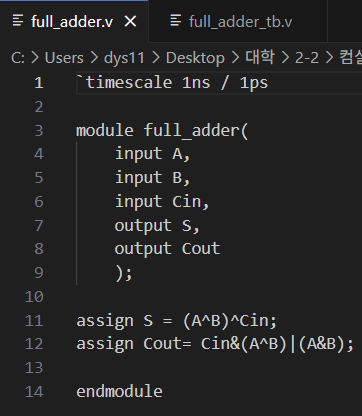 full_adder.v
full_adder_tb.v
C: > Users > dys11 > Desktop > 대학 > 2-2 >
1 `timescale 1ns / 1ps
2
3 module full_adder(
4 input A,
5 input B,
6 input Cin,
7 output S,
8 output Cout
9 );
10
11 assign S = (A^B)^Cin;
12 assign Cout= Cin&(A^B)|(A&B);
13
14 endmodule